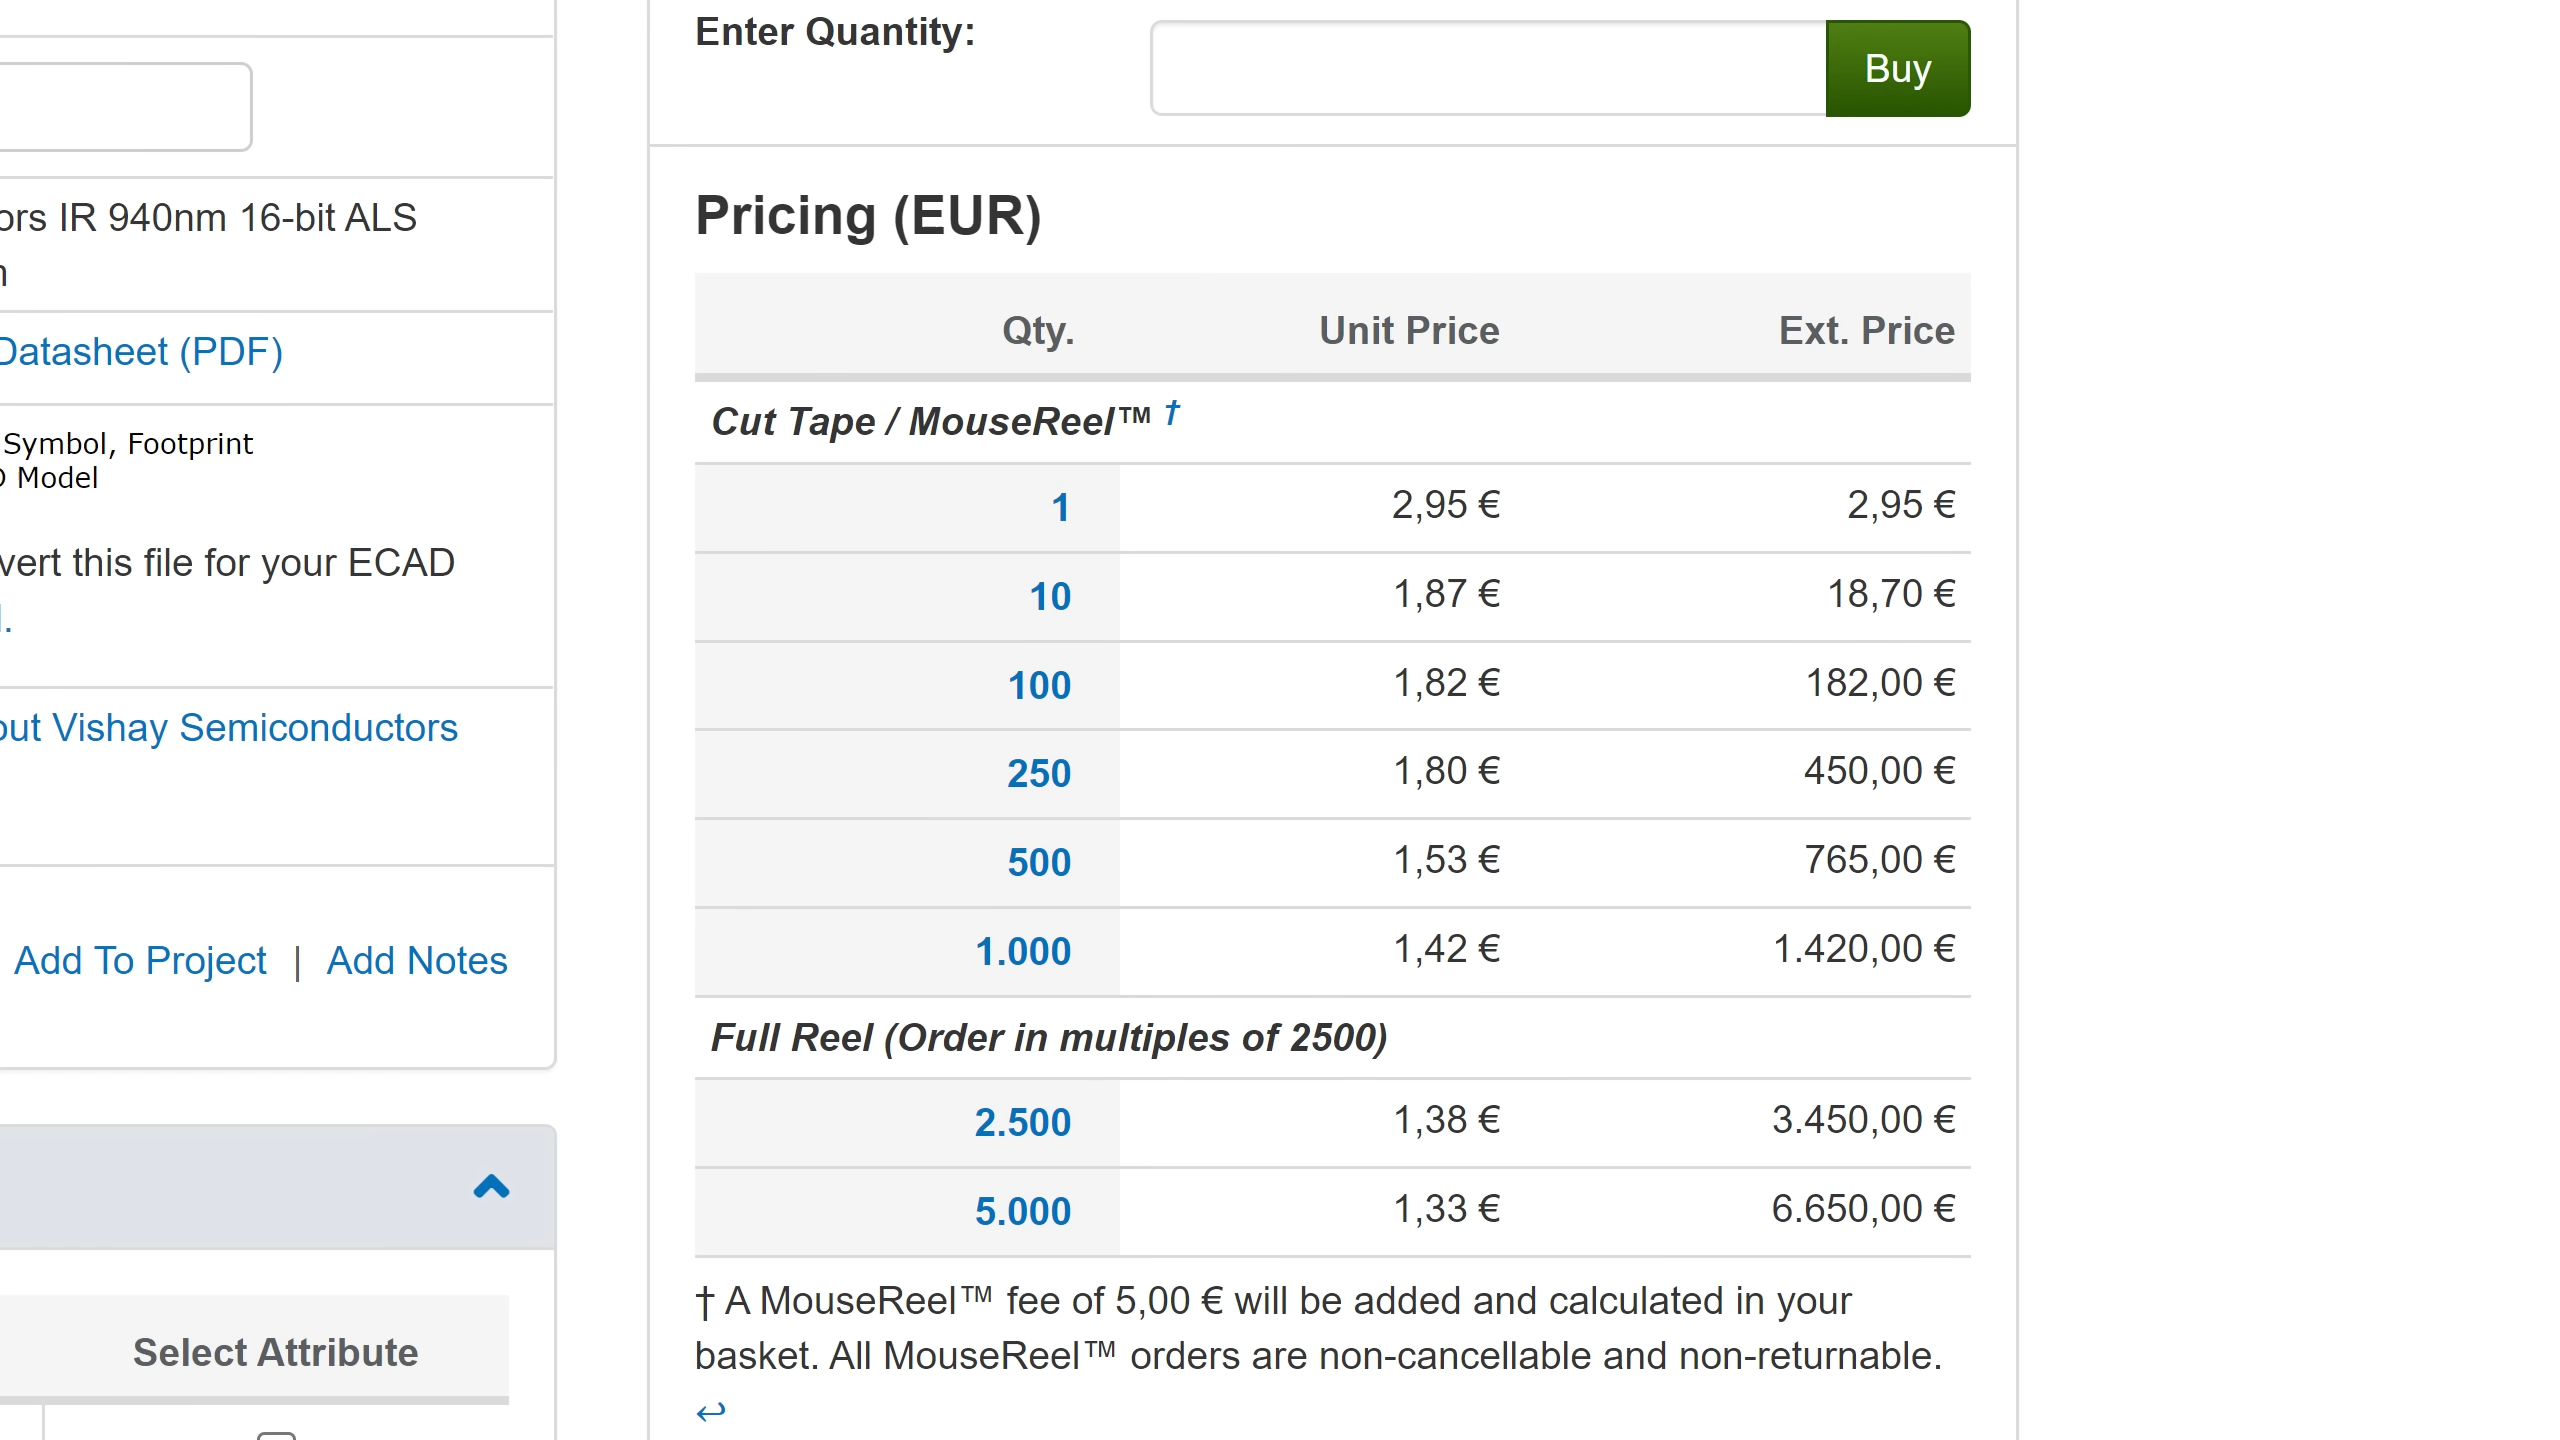 ors IR 940nm 16-bit ALS
Datasheet (PDF)
Symbol, Footprint
Model
vert this file for your ECAD
out Vishay Semiconductors
Add To Project | Add Notes
Select Attribute
Enter Quantity:
Buy
Pricing (EUR)
Qty. Unit Price Ext. Price
Cut Tape / MouseReel™ †
1 2,95 € 2,95 €
10 1,87 € 18,70 €
100 1,82 € 182,00 €
250 1,80 € 450,00 €
500 1,53 € 765,00 €
1.000 1,42 € 1.420,00 €
Full Reel (Order in multiples of 2500)
2.500 1,38 € 3.450,00 €
5.000 1,33 € 6.650,00 €
† A MouseReel™ fee of 5,00 € will be added and calculated in your
basket. All MouseReel™ orders are non-cancellable and non-returnable.
↩